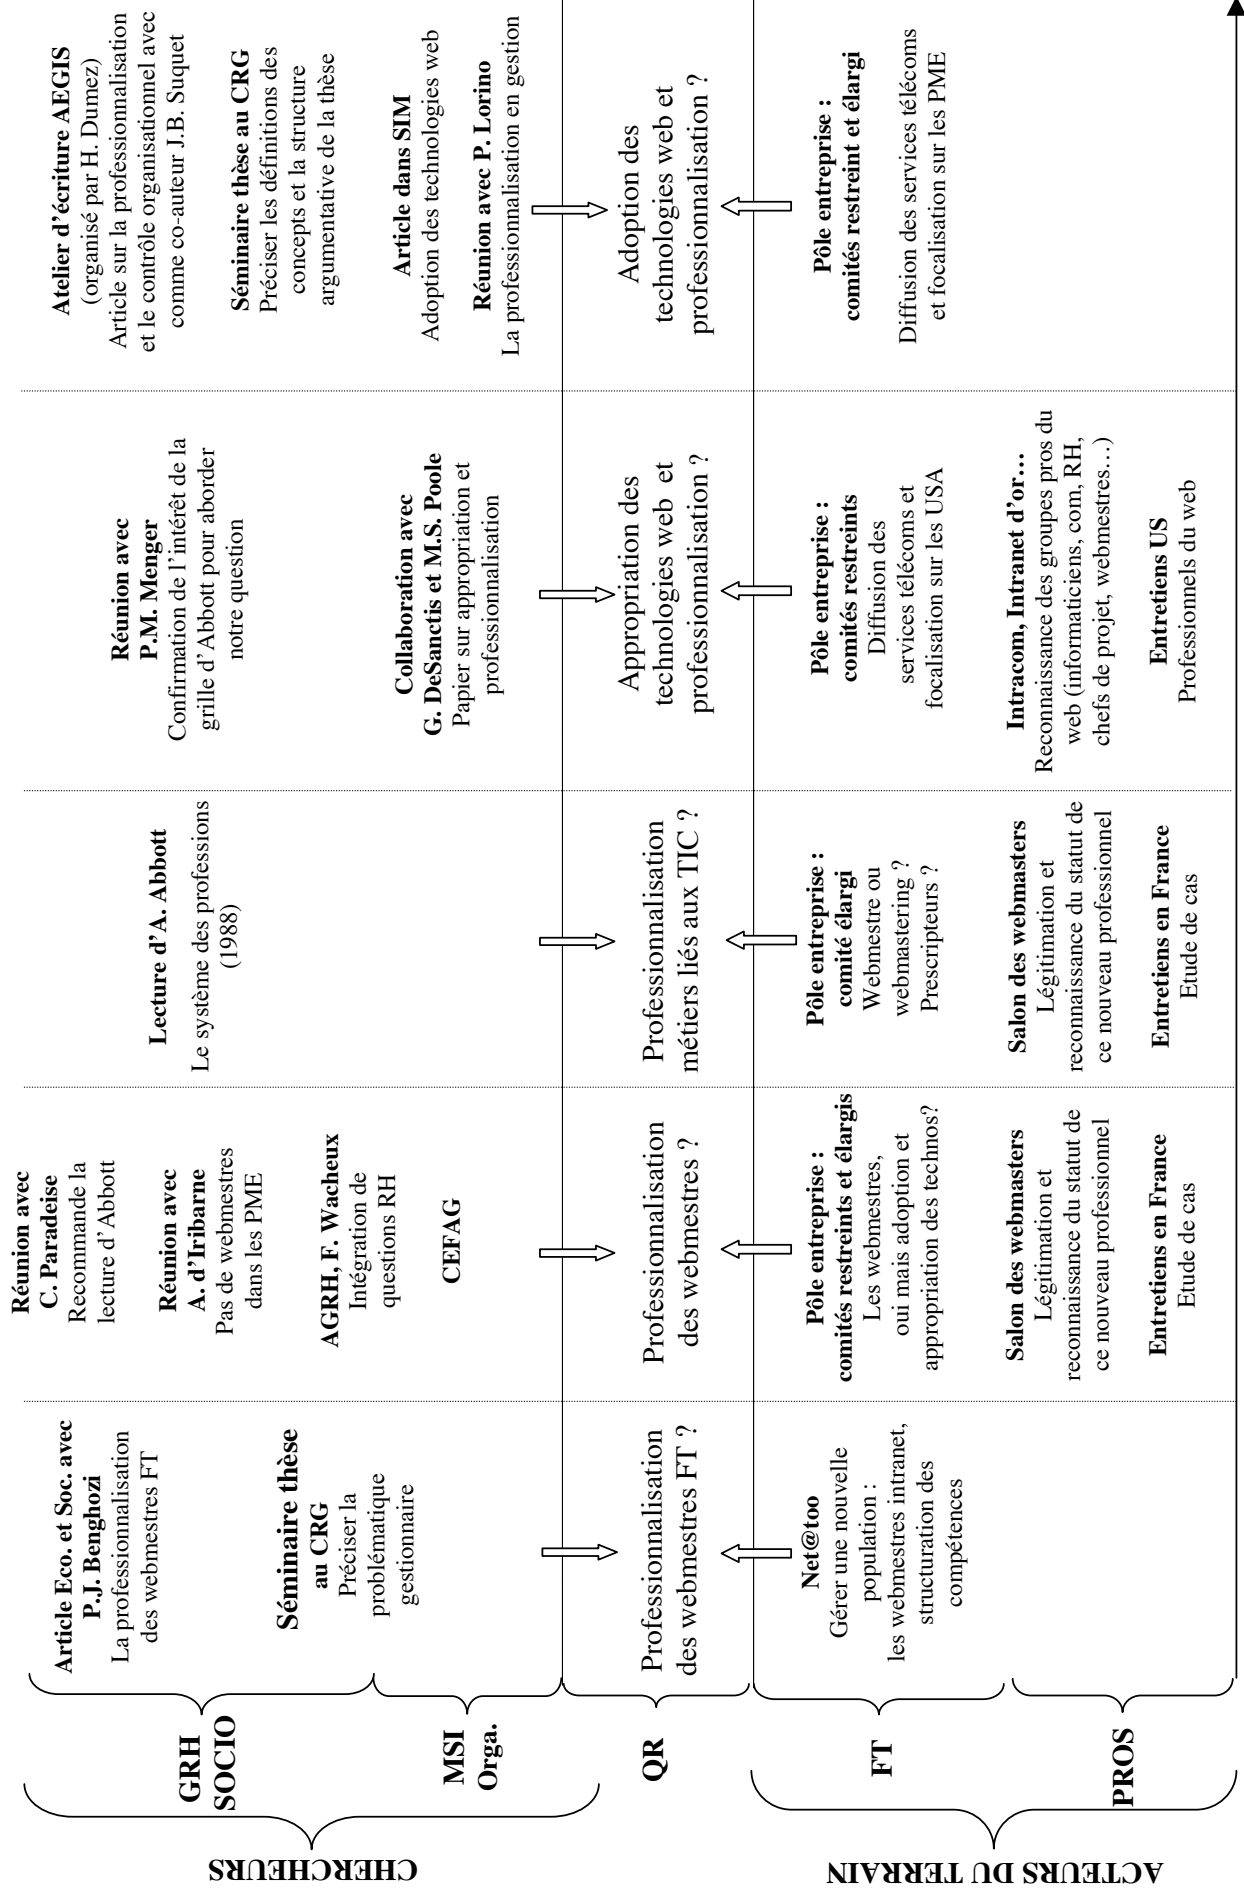 CHERCHEURS
GRH
SOCIO
MSI
Orga.
QR
ACTEURS DU TERRAIN
FT
PROS
Article Eco. et Soc. avec
P.J. Benghozi
La professionnalisation
des webmestres FT
Séminaire thèse
au CRG
Préciser la
problématique
gestionnaire
Professionnalisation
des webmestres FT ?
Net@too
Gérer une nouvelle
population :
les webmestres intranet,
structuration des
compétences
Réunion avec
C. Paradeise
Recommande la
lecture d'Abbott
Réunion avec
A. d'Iribarne
Pas de webmestres
dans les PME
AGRH, F. Wacheux
Intégration de
questions RH
CEFAG
Professionnalisation
des webmestres ?
Pôle entreprise :
comités restreints et élargis
Les webmestres,
oui mais adoption et
appropriation des technos?
Salon des webmasters
Légitimation et
reconnaissance du statut de
ce nouveau professionnel
Entretiens en France
Etude de cas
Lecture d'A. Abbott
Le système des professions
(1988)
Professionnalisation
métiers liés aux TIC ?
Pôle entreprise :
comité élargi
Webmestre ou
webmastering ?
Prescripteurs ?
Salon des webmasters
Légitimation et
reconnaissance du statut de
ce nouveau professionnel
Entretiens en France
Etude de cas
Réunion avec
P.M. Menger
Confirmation de l'intérêt de la
grille d'Abbott pour aborder
notre question
Collaboration avec
G. DeSanctis et M.S. Poole
Papier sur appropriation et
professionnalisation
Appropriation des
technologies web et
professionnalisation ?
Pôle entreprise :
comités restreints
Diffusion des
services télécoms et
focalisation sur les USA
Intracom, Intranet d'or…
Reconnaissance des groupes pros du
web (informaticiens, com, RH,
chefs de projet, webmestres…)
Entretiens US
Professionnels du web
Atelier d'écriture AEGIS
(organisé par H. Dumez)
Article sur la professionnalisation
et le contrôle organisationnel avec
comme co-auteur J.B. Suquet
Séminaire thèse au CRG
Préciser les définitions des
concepts et la structure
argumentative de la thèse
Article dans SIM
Adoption des technologies web
Réunion avec P. Lorino
La professionnalisation en gestion
Adoption des
technologies web et
professionnalisation ?
Pôle entreprise :
comités restreint et élargi
Diffusion des services télécoms
et focalisation sur les PME